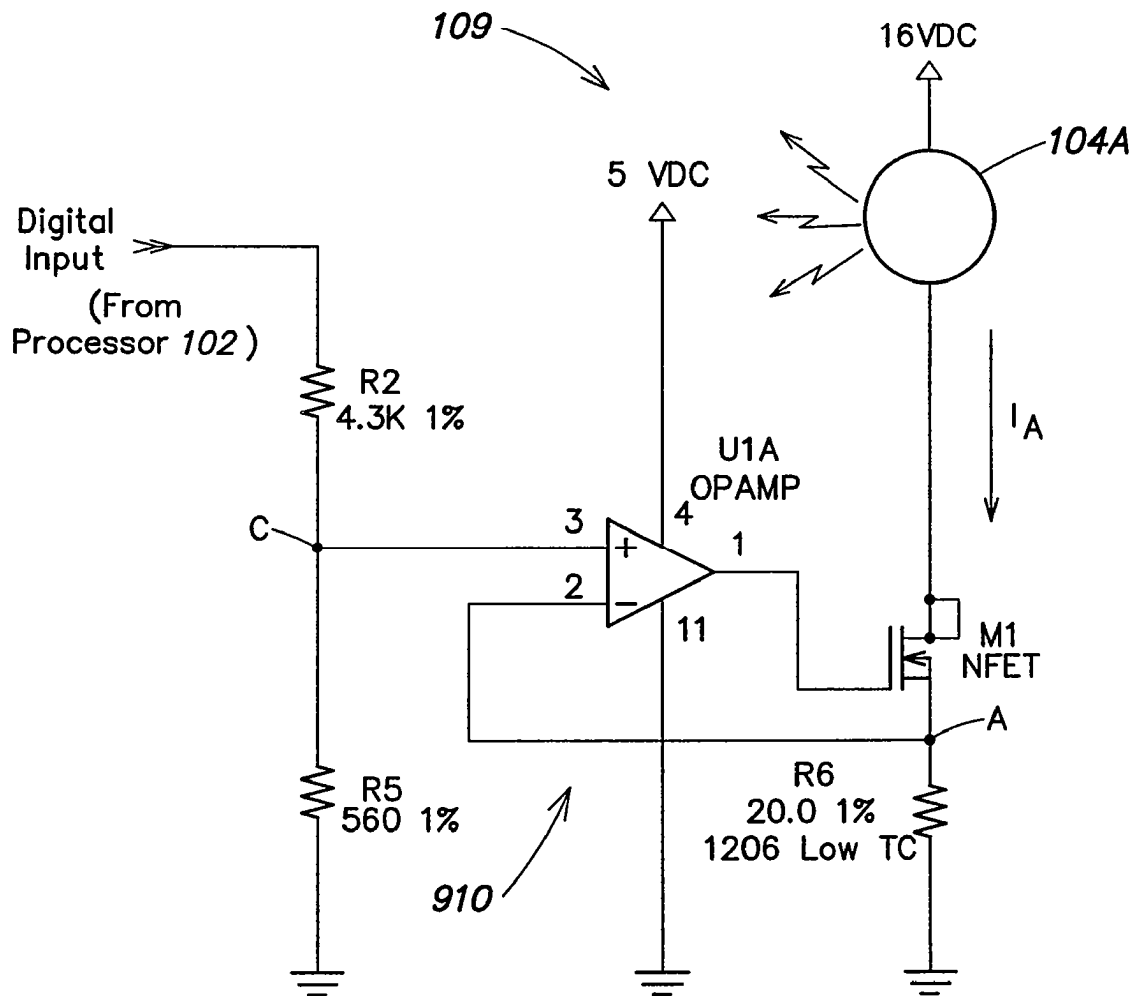 109
16VDC
104A
5 VDC
Digital
Input
(From
Processor 102)
R2
4.3K 1%
I_A
U1A
OPAMP
C
3
4
1
2
11
M1
NFET
A
R5
560 1%
R6
20.0 1%
1206 Low TC
910